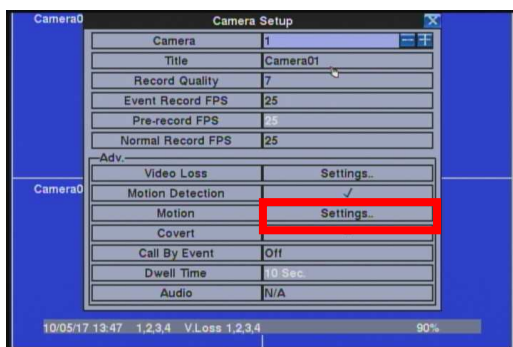 Camera0 Camera Setup X
Camera 1 − +
Title Camera01
Record Quality 7
Event Record FPS 25
Pre-record FPS 25
Normal Record FPS 25
Adv.
Video Loss Settings..
Camera0 Motion Detection ✓
Motion Settings..
Covert
Call By Event Off
Dwell Time 10 Sec.
Audio N/A
10/05/17 13:47 1,2,3,4 V.Loss 1,2,3,4 90%